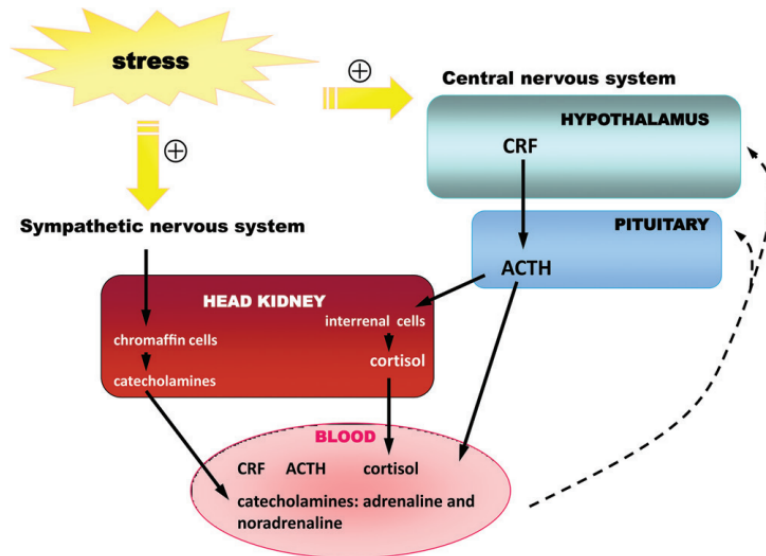 stress
⊕
Central nervous system
HYPOTHALAMUS
CRF
⊕
Sympathetic nervous system
PITUITARY
ACTH
HEAD KIDNEY
interrenal cells
chromaffin cells
cortisol
catecholamines
BLOOD
CRF ACTH cortisol
catecholamines: adrenaline and
noradrenaline